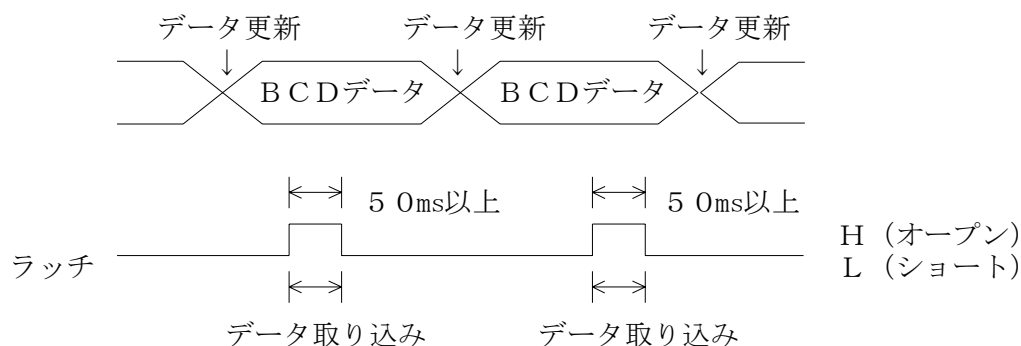 データ更新 データ更新 データ更新
BCDデータ BCDデータ
50ms以上 50ms以上
H (オープン)
ラッチ L (ショート)
データ取り込み データ取り込み